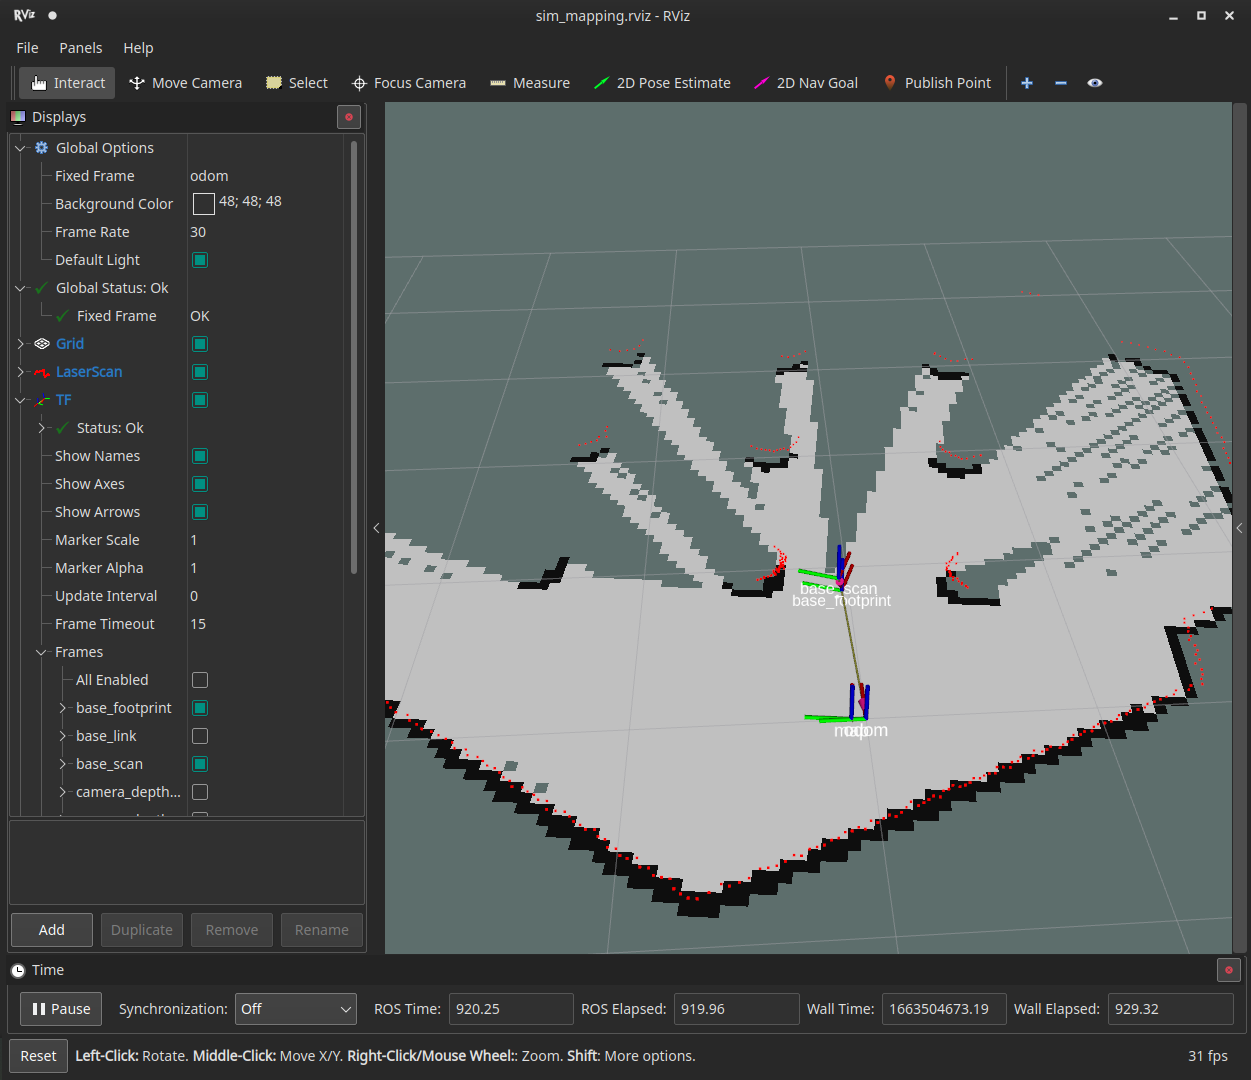 RViz sim_mapping.rviz - RViz
File Panels Help
Interact Move Camera Select Focus Camera Measure 2D Pose Estimate 2D Nav Goal Publish Point
Displays
Global Options
Fixed Frame odom
Background Color 48; 48; 48
Frame Rate 30
Default Light
Global Status: Ok
Fixed Frame OK
Grid
LaserScan
TF
Status: Ok
Show Names
Show Axes
Show Arrows
Marker Scale 1
Marker Alpha 1
Update Interval 0
Frame Timeout 15
Frames
All Enabled
base_footprint
base_link
base_scan
camera_depth...
base_scan
base_footprint
map
odom
Add Duplicate Remove Rename
Time
Pause Synchronization: Off ROS Time: 920.25 ROS Elapsed: 919.96 Wall Time: 1663504673.19 Wall Elapsed: 929.32
Reset Left-Click: Rotate. Middle-Click: Move X/Y. Right-Click/Mouse Wheel:: Zoom. Shift: More options. 31 fps